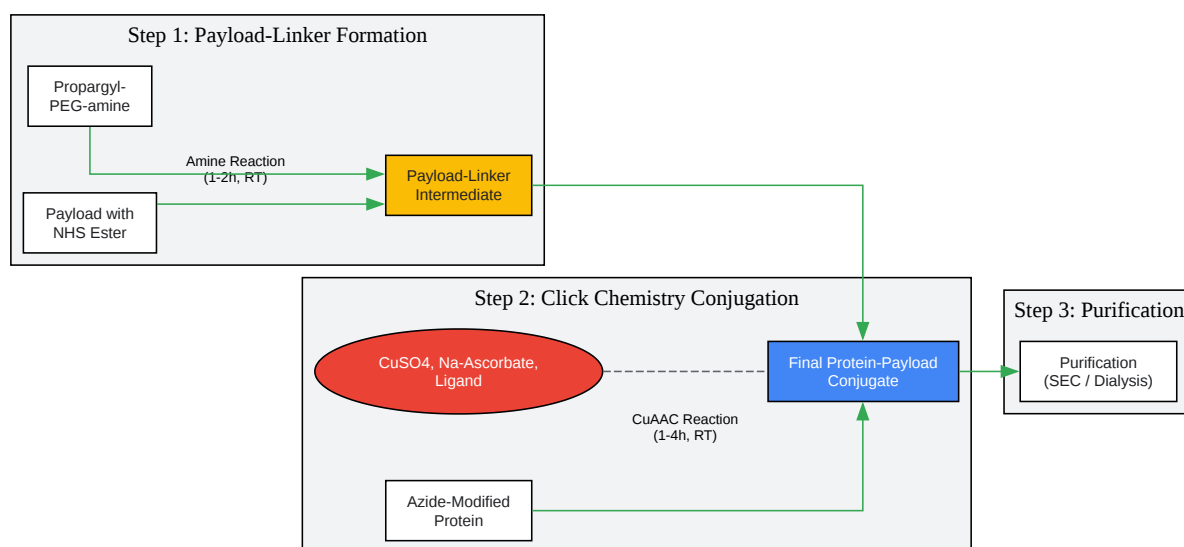 Step 1: Payload-Linker Formation
Propargyl-
PEG-amine
Amine Reaction
(1-2h, RT)
Payload-Linker
Intermediate
Payload with
NHS Ester
Step 2: Click Chemistry Conjugation
CuSO4, Na-Ascorbate,
Ligand
Final Protein-Payload
Conjugate
CuAAC Reaction
(1-4h, RT)
Azide-Modified
Protein
Step 3: Purification
Purification
(SEC / Dialysis)